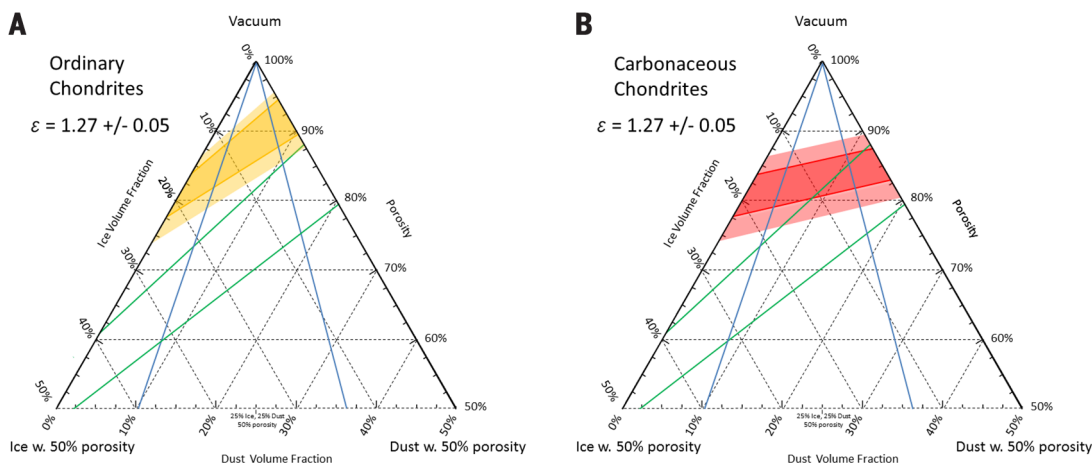 A
Vacuum
Ordinary
Chondrites
ε = 1.27 +/- 0.05
0%
100%
10%
90%
Ice Volume Fraction
20%
80%
Porosity
30%
70%
40%
60%
50%
50%
10%
20%
25% Ice, 25% Dust
50% porosity
30%
40%
50%
Ice w. 50% porosity
Dust w. 50% porosity
Dust Volume Fraction
B
Vacuum
Carbonaceous
Chondrites
ε = 1.27 +/- 0.05
0%
100%
10%
90%
Ice Volume Fraction
20%
80%
Porosity
30%
70%
40%
60%
50%
50%
10%
20%
25% Ice, 25% Dust
50% porosity
30%
40%
50%
Ice w. 50% porosity
Dust w. 50% porosity
Dust Volume Fraction